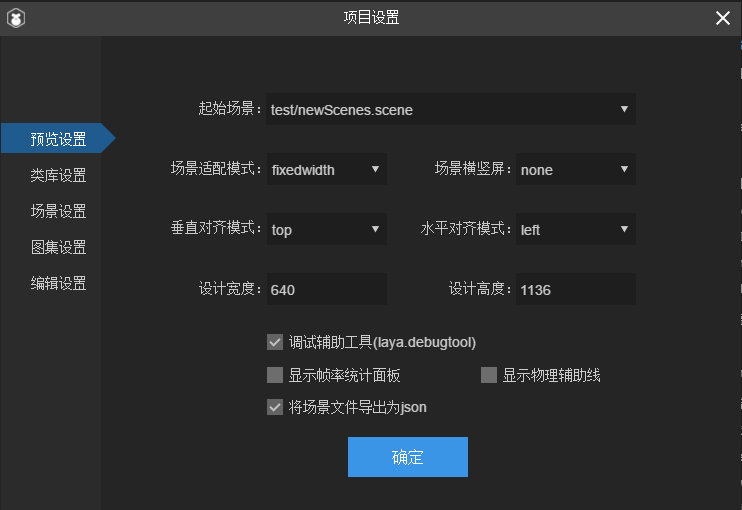 项目设置
预览设置
类库设置
场景设置
图集设置
编辑设置
起始场景： test/newScenes.scene
场景适配模式： fixedwidth 场景横竖屏： none
垂直对齐模式： top 水平对齐模式： left
设计宽度： 640 设计高度： 1136
调试辅助工具(laya.debugtool)
显示帧率统计面板 显示物理辅助线
将场景文件导出为json
确定